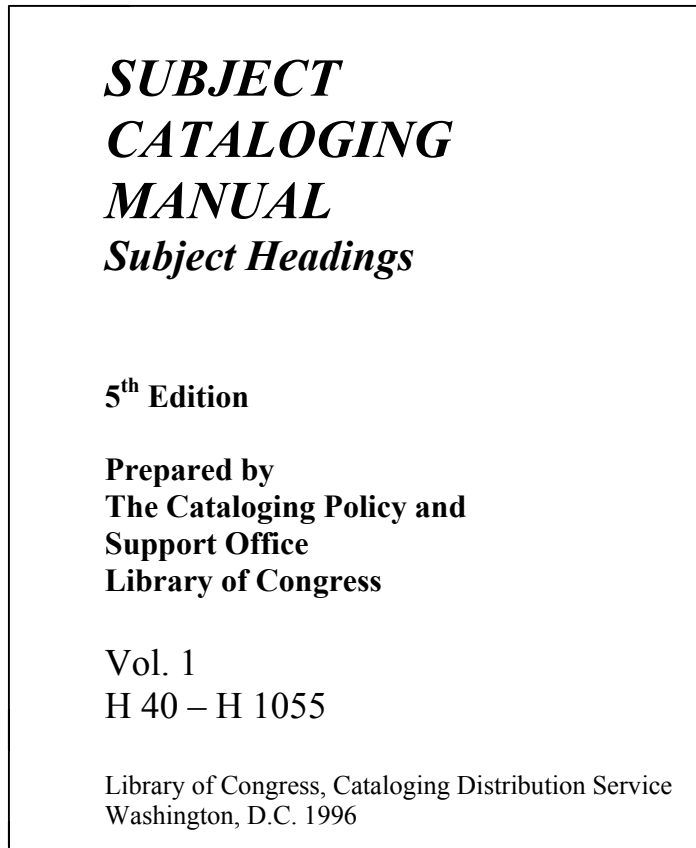 SUBJECT
CATALOGING
MANUAL
Subject Headings
5th Edition
Prepared by
The Cataloging Policy and
Support Office
Library of Congress
Vol. 1
H 40 – H 1055
Library of Congress, Cataloging Distribution Service
Washington, D.C. 1996